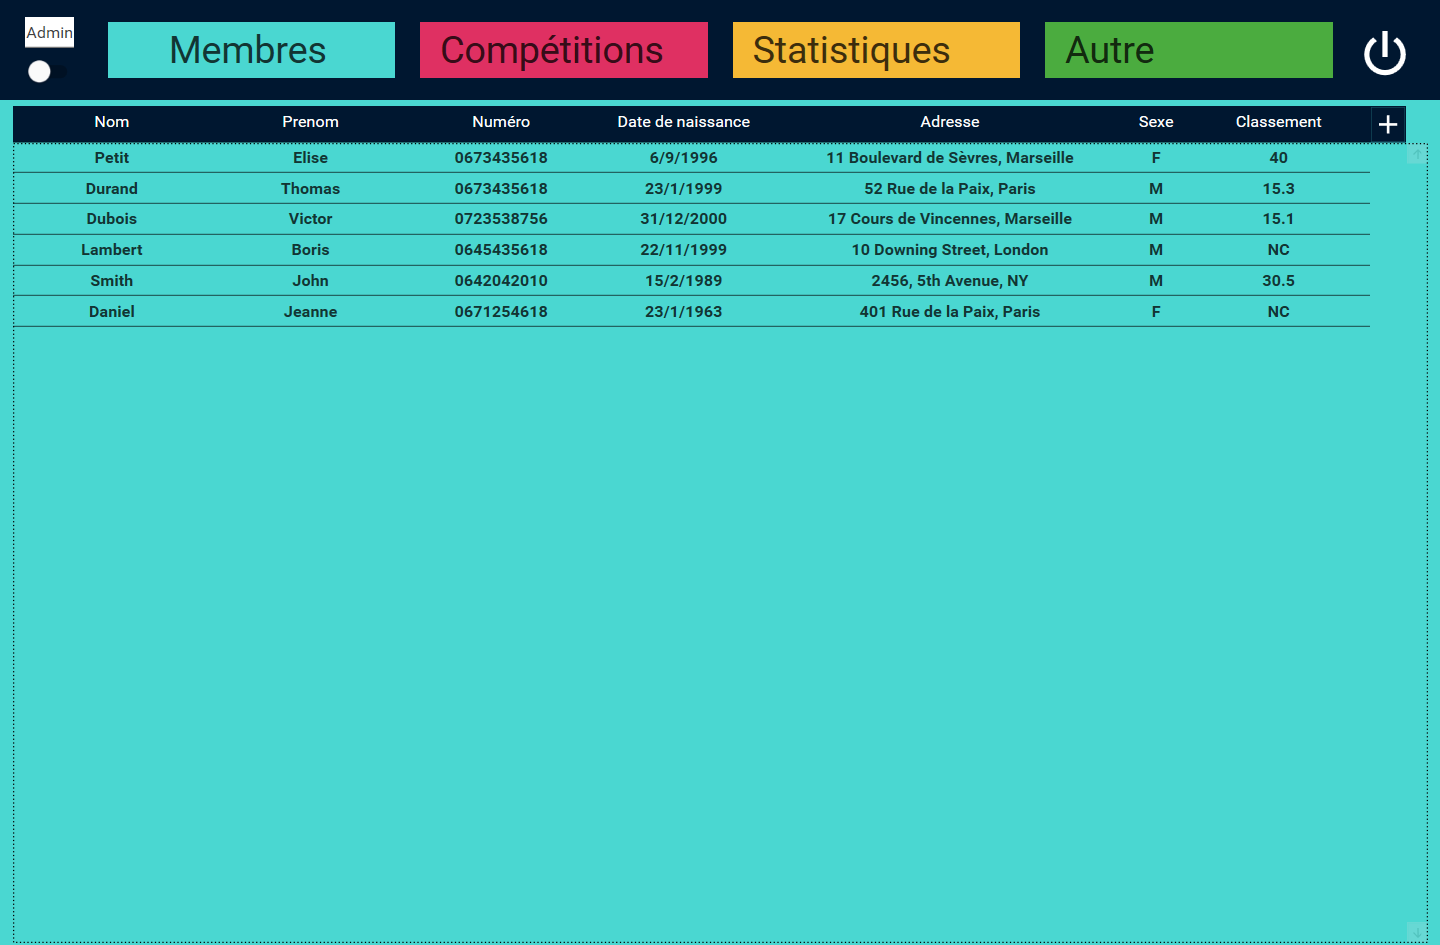 Admin
Membres Compétitions Statistiques Autre
Nom Prenom Numéro Date de naissance Adresse Sexe Classement +
Petit Elise 0673435618 6/9/1996 11 Boulevard de Sèvres, Marseille F 40
Durand Thomas 0673435618 23/1/1999 52 Rue de la Paix, Paris M 15.3
Dubois Victor 0723538756 31/12/2000 17 Cours de Vincennes, Marseille M 15.1
Lambert Boris 0645435618 22/11/1999 10 Downing Street, London M NC
Smith John 0642042010 15/2/1989 2456, 5th Avenue, NY M 30.5
Daniel Jeanne 0671254618 23/1/1963 401 Rue de la Paix, Paris F NC